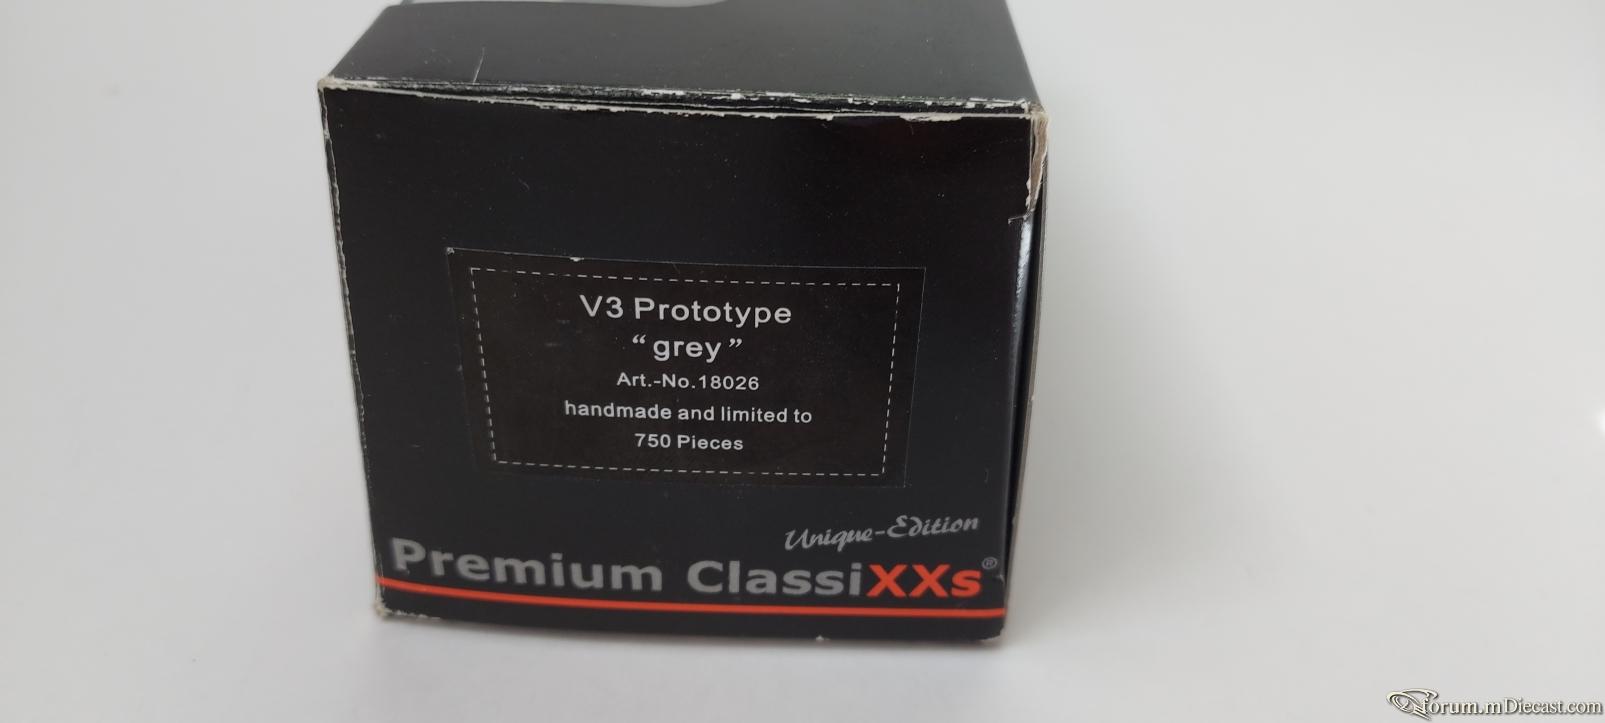 V3 Prototype
“grey”
Art.-No.18026
handmade and limited to
750 Pieces
Unique-Edition
Premium ClassiXXs®
forum.mDiecast.com